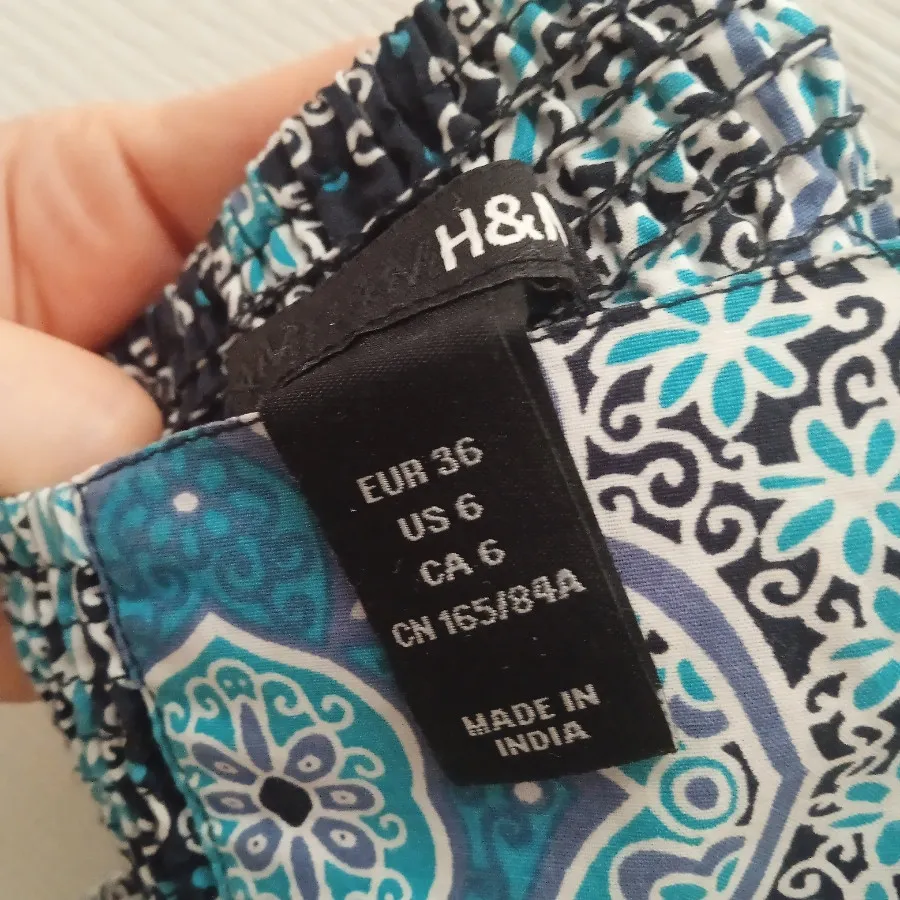 H&M
EUR 36
US 6
CA 6
CN 165/84A
MADE IN
INDIA